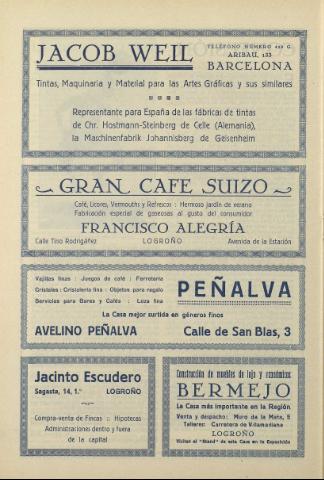 JACOB WEIL
TELÉFONO NÚMERO 412 G.
ARIBAU, 133
BARCELONA
Tintas, Maquinaria y Material para las Artes Gráficas y sus similares
Representante para España de las fábricas de tintas
de Chr. Hostmann-Steinberg de Celle (Alemania),
la Maschinenfabrik Johannisberg de Geisenheim
GRAN CAFE SUIZO
Café, Licores, Vermouths y Refrescos : Hermoso jardín de verano
Fabricación especial de gaseosas al gusto del consumidor
FRANCISCO ALEGRÍA
Calle Tiso Rodrigáñez LOGROÑO Avenida de la Estación
Vajillas finas : Juegos de café : Ferretería
Cristales : Cristalería fina : Objetos para regalo
Servicios para Bares y Cafés : Loza fina
PEÑALVA
La Casa mejor surtida en géneros finos
AVELINO PEÑALVA Calle de San Blas, 3
Jacinto Escudero
Sagasta, 14, 1.º LOGROÑO
Compra-venta de Fincas :: Hipotecas
Administraciones dentro y fuera
de la capital
Construcción de muebles de lujo y económicos
BERMEJO
La Casa más importante en la Región
Venta y despacho: Muro de la Mata, 5
Talleres: Carretera de Villamediana
LOGROÑO
Visitad el "Stand" de esta Casa en la Exposición